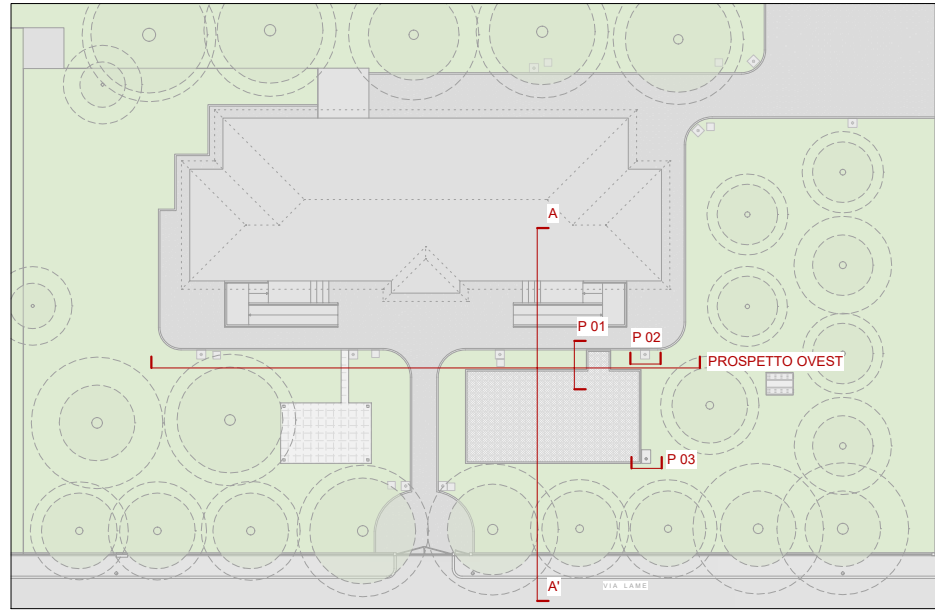 A
P 01
P 02
PROSPETTO OVEST
P 03
A'
VIA LAME